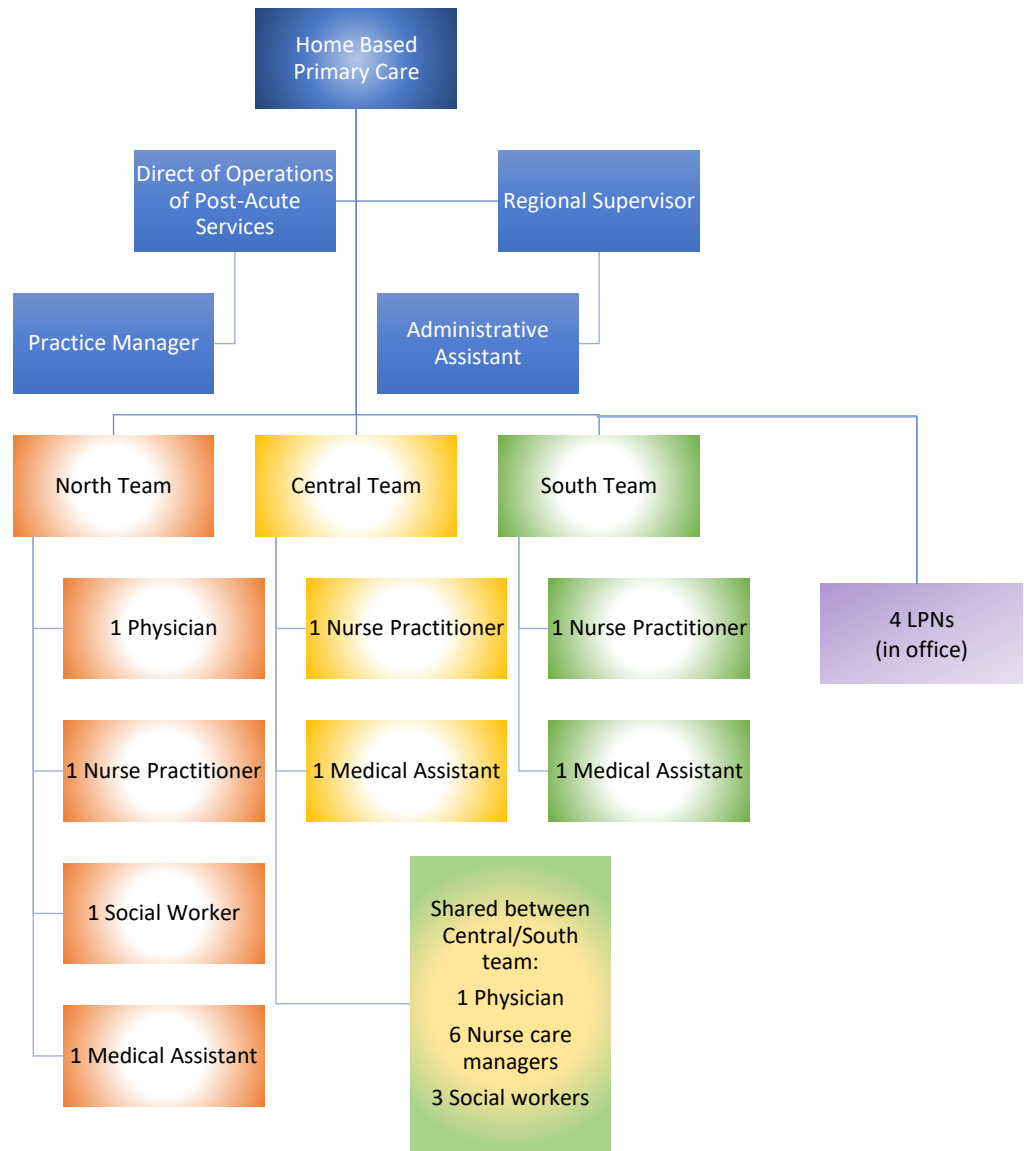 Home Based
Primary Care
Direct of Operations
of Post-Acute
Services
Regional Supervisor
Practice Manager
Administrative
Assistant
North Team
Central Team
South Team
1 Physician
1 Nurse Practitioner
1 Social Worker
1 Medical Assistant
1 Nurse Practitioner
1 Medical Assistant
Shared between
Central/South
team:
1 Physician
6 Nurse care
managers
3 Social workers
1 Nurse Practitioner
1 Medical Assistant
4 LPNs
(in office)